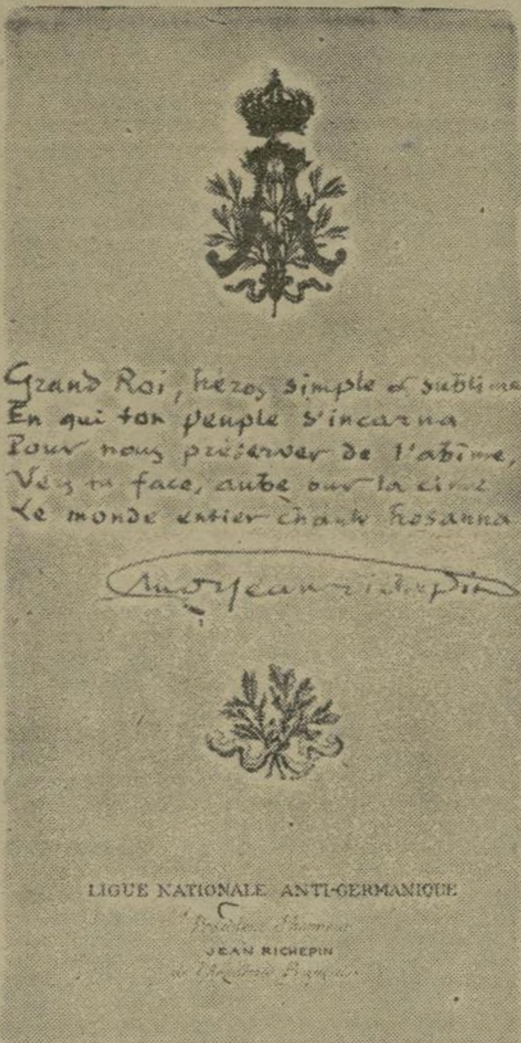 Grand Roi, héros simple & sublime
En qui ton peuple s'incarna
Pour nous préserver de l'abîme,
Vers ta face, aube sur la cime
Le monde entier chante hosanna
Jean Richepin
LIGUE NATIONALE ANTI-GERMANIQUE
Président d'honneur
JEAN RICHEPIN
de l'Académie Française